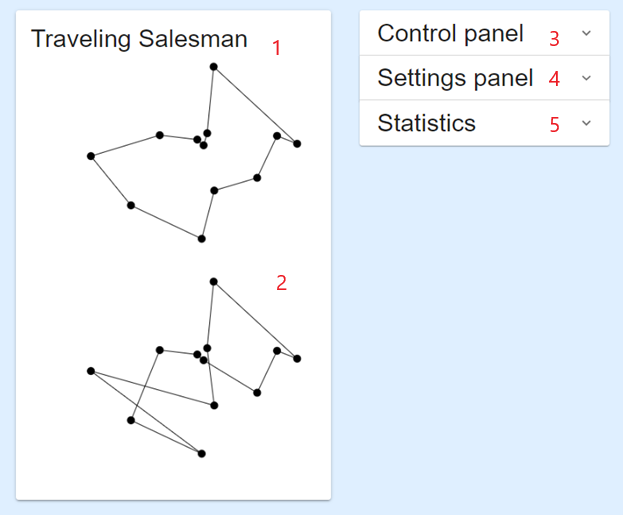 Traveling Salesman 1
2
Control panel 3
Settings panel 4
Statistics 5